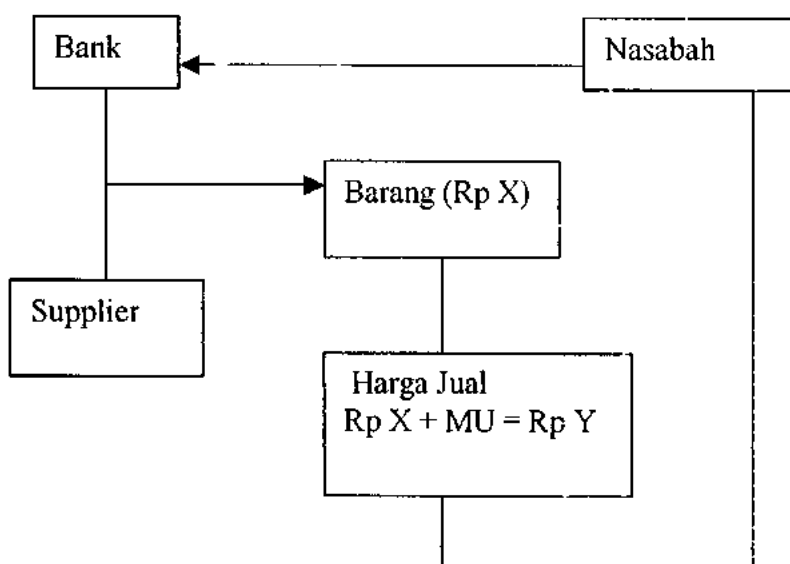 Bank
Nasabah
Barang (Rp X)
Supplier
Harga Jual
Rp X + MU = Rp Y